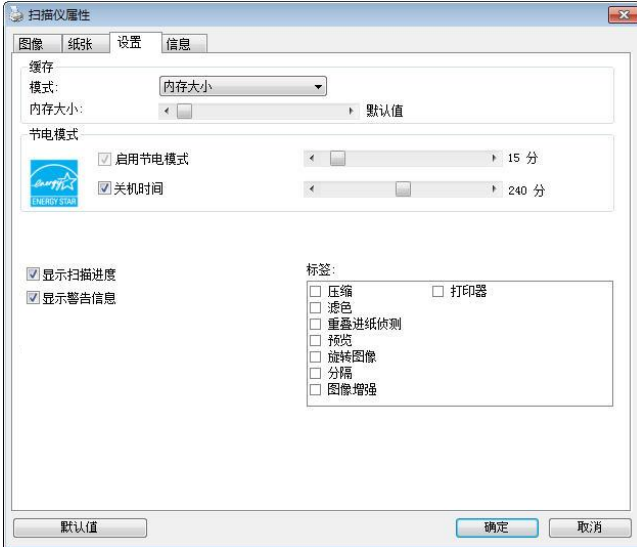 扫描仪属性
图像 纸张 设置 信息
缓存
模式: 内存大小
内存大小: 默认值
节电模式
启用节电模式 15 分
关机时间 240 分
energy
ENERGY STAR
显示扫描进度
显示警告信息
标签:
压缩 打印器
滤色
重叠进纸侦测
预览
旋转图像
分隔
图像增强
默认值 确定 取消